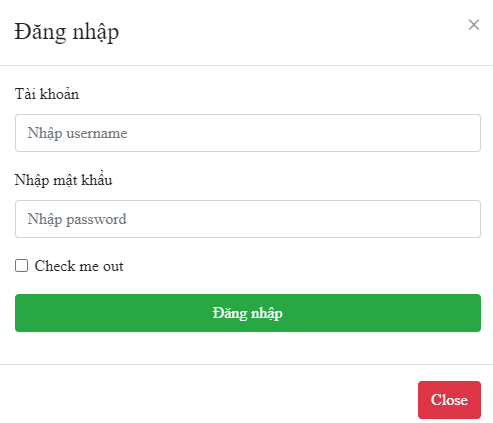 Đăng nhập
×
Tài khoản
Nhập username
Nhập mật khẩu
Nhập password
Check me out
Đăng nhập
Close